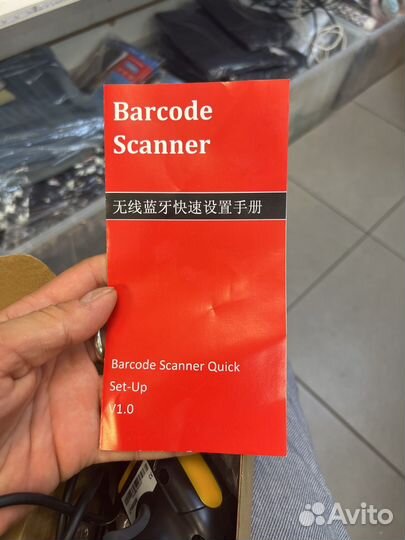 Barcode
Scanner
无线蓝牙快速设置手册
Barcode Scanner Quick
Set-Up
V1.0
Avito